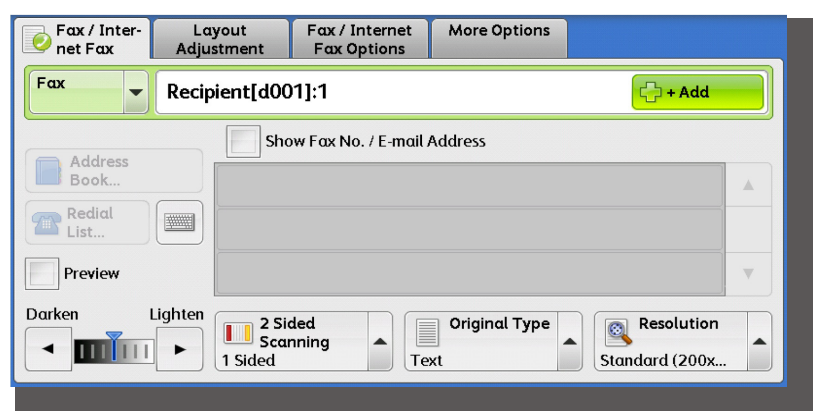 Fax / Inter-
net Fax
Layout
Adjustment
Fax / Internet
Fax Options
More Options
Fax
Recipient[d001]:1
+ Add
Show Fax No. / E-mail Address
Address
Book...
Redial
List...
Preview
Darken
Lighten
2 Sided
Scanning
1 Sided
Original Type
Text
Resolution
Standard (200x...